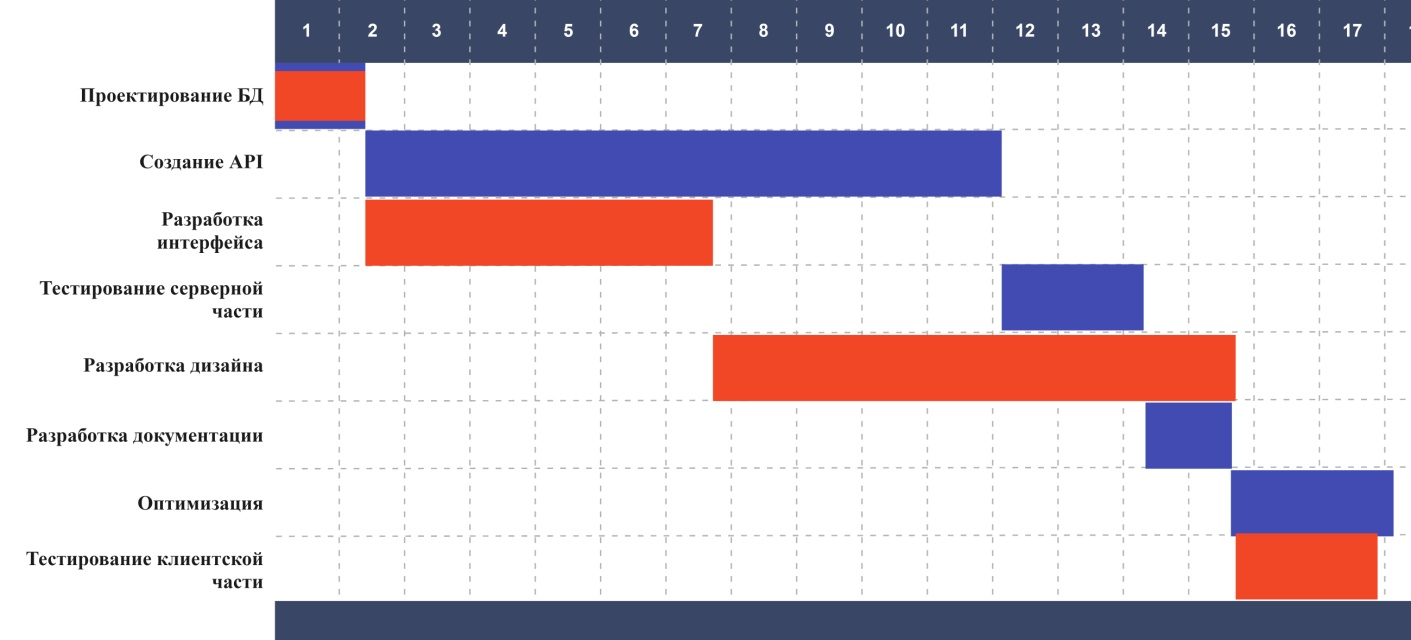 1 2 3 4 5 6 7 8 9 10 11 12 13 14 15 16 17
Проектирование БД
Создание API
Разработка
интерфейса
Тестирование серверной
части
Разработка дизайна
Разработка документации
Оптимизация
Тестирование клиентской
части